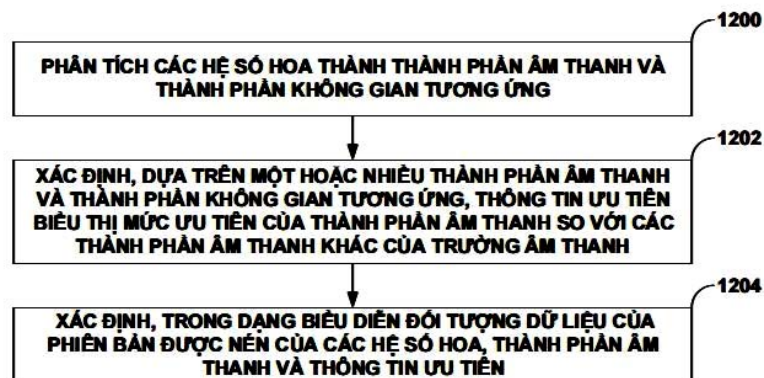 1200
PHÂN TÍCH CÁC HỆ SỐ HOA THÀNH THÀNH PHẦN ÂM THANH VÀ
THÀNH PHẦN KHÔNG GIAN TƯƠNG ỨNG
1202
XÁC ĐỊNH, DỰA TRÊN MỘT HOẶC NHIỀU THÀNH PHẦN ÂM THANH
VÀ THÀNH PHẦN KHÔNG GIAN TƯƠNG ỨNG, THÔNG TIN ƯU TIÊN
BIỂU THỊ MỨC ƯU TIÊN CỦA THÀNH PHẦN ÂM THANH SO VỚI CÁC
THÀNH PHẦN ÂM THANH KHÁC CỦA TRƯỜNG ÂM THANH
1204
XÁC ĐỊNH, TRONG DẠNG BIỂU DIỄN ĐỐI TƯỢNG DỮ LIỆU CỦA
PHIÊN BẢN ĐƯỢC NÉN CỦA CÁC HỆ SỐ HOA, THÀNH PHẦN ÂM
THANH VÀ THÔNG TIN ƯU TIÊN